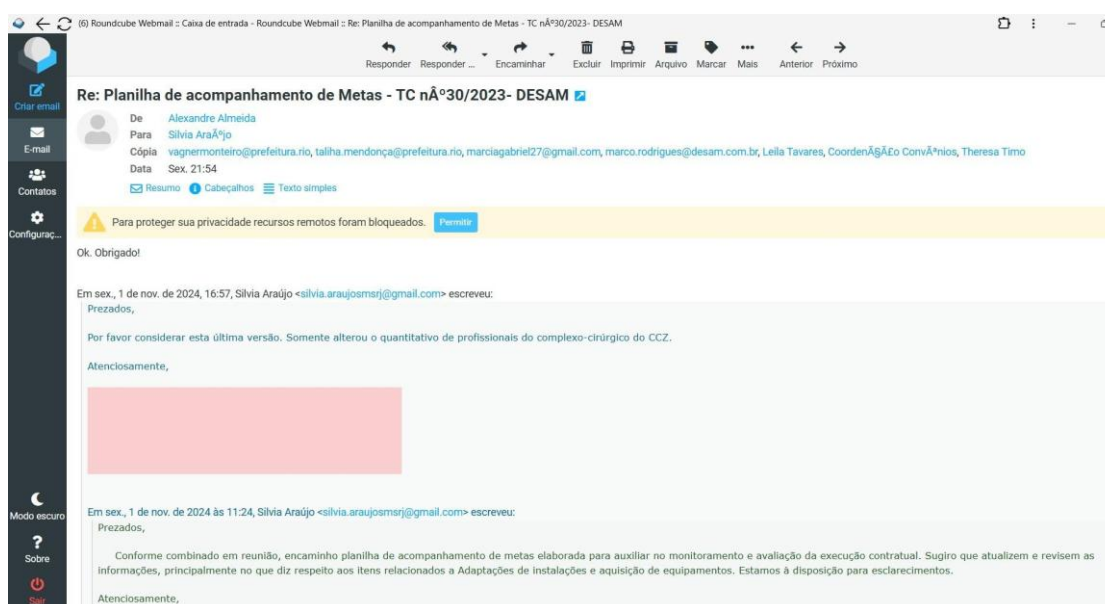 (6) Roundcube Webmail :: Caixa de entrada - Roundcube Webmail :: Re: Planilha de acompanhamento de Metas - TC nÂº30/2023- DESAM
Responder Responder ... Encaminhar Excluir Imprimir Arquivo Marcar Mais Anterior Próximo
Criar email
E-mail
Contatos
Configuraç...
Modo escuro
Sobre
Sair
Re: Planilha de acompanhamento de Metas - TC nÂº30/2023- DESAM
De Alexandre Almeida
Para Silvia AraÃºjo
Cópia vagnermonteiro@prefeitura.rio, taliha.mendonça@prefeitura.rio, marciagabriel27@gmail.com, marco.rodrigues@desam.com.br, Leila Tavares, CoordenÃ§Ã£o ConvÃªnios, Theresa Timo
Data Sex. 21:54
Resumo Cabeçalhos Texto simples
Para proteger sua privacidade recursos remotos foram bloqueados. Permitir
Ok. Obrigado!
Em sex., 1 de nov. de 2024, 16:57, Silvia Araújo <silvia.araujosmsrj@gmail.com> escreveu:
Prezados,
Por favor considerar esta última versão. Somente alterou o quantitativo de profissionais do complexo-cirúrgico do CCZ.
Atenciosamente,
Em sex., 1 de nov. de 2024 às 11:24, Silvia Araújo <silvia.araujosmsrj@gmail.com> escreveu:
Prezados,
Conforme combinado em reunião, encaminho planilha de acompanhamento de metas elaborada para auxiliar no monitoramento e avaliação da execução contratual. Sugiro que atualizem e revisem as
informações, principalmente no que diz respeito aos itens relacionados a Adaptações de instalações e aquisição de equipamentos. Estamos à disposição para esclarecimentos.
Atenciosamente,